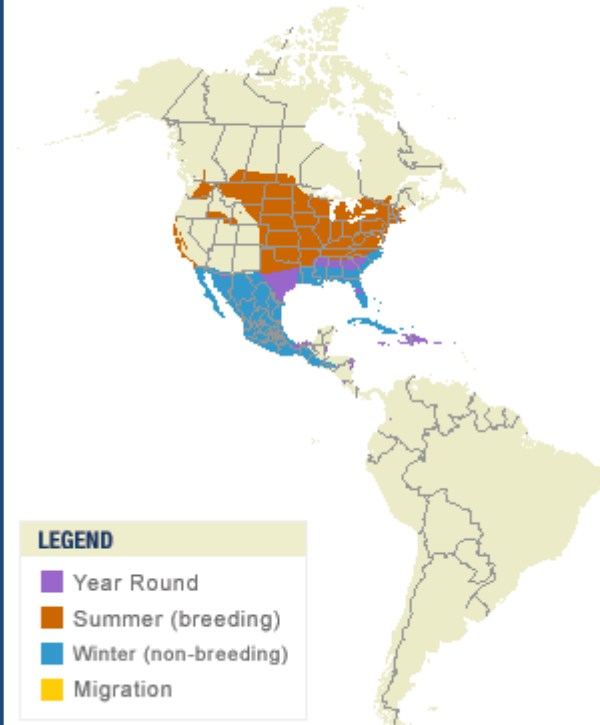 LEGEND
Year Round
Summer (breeding)
Winter (non-breeding)
Migration